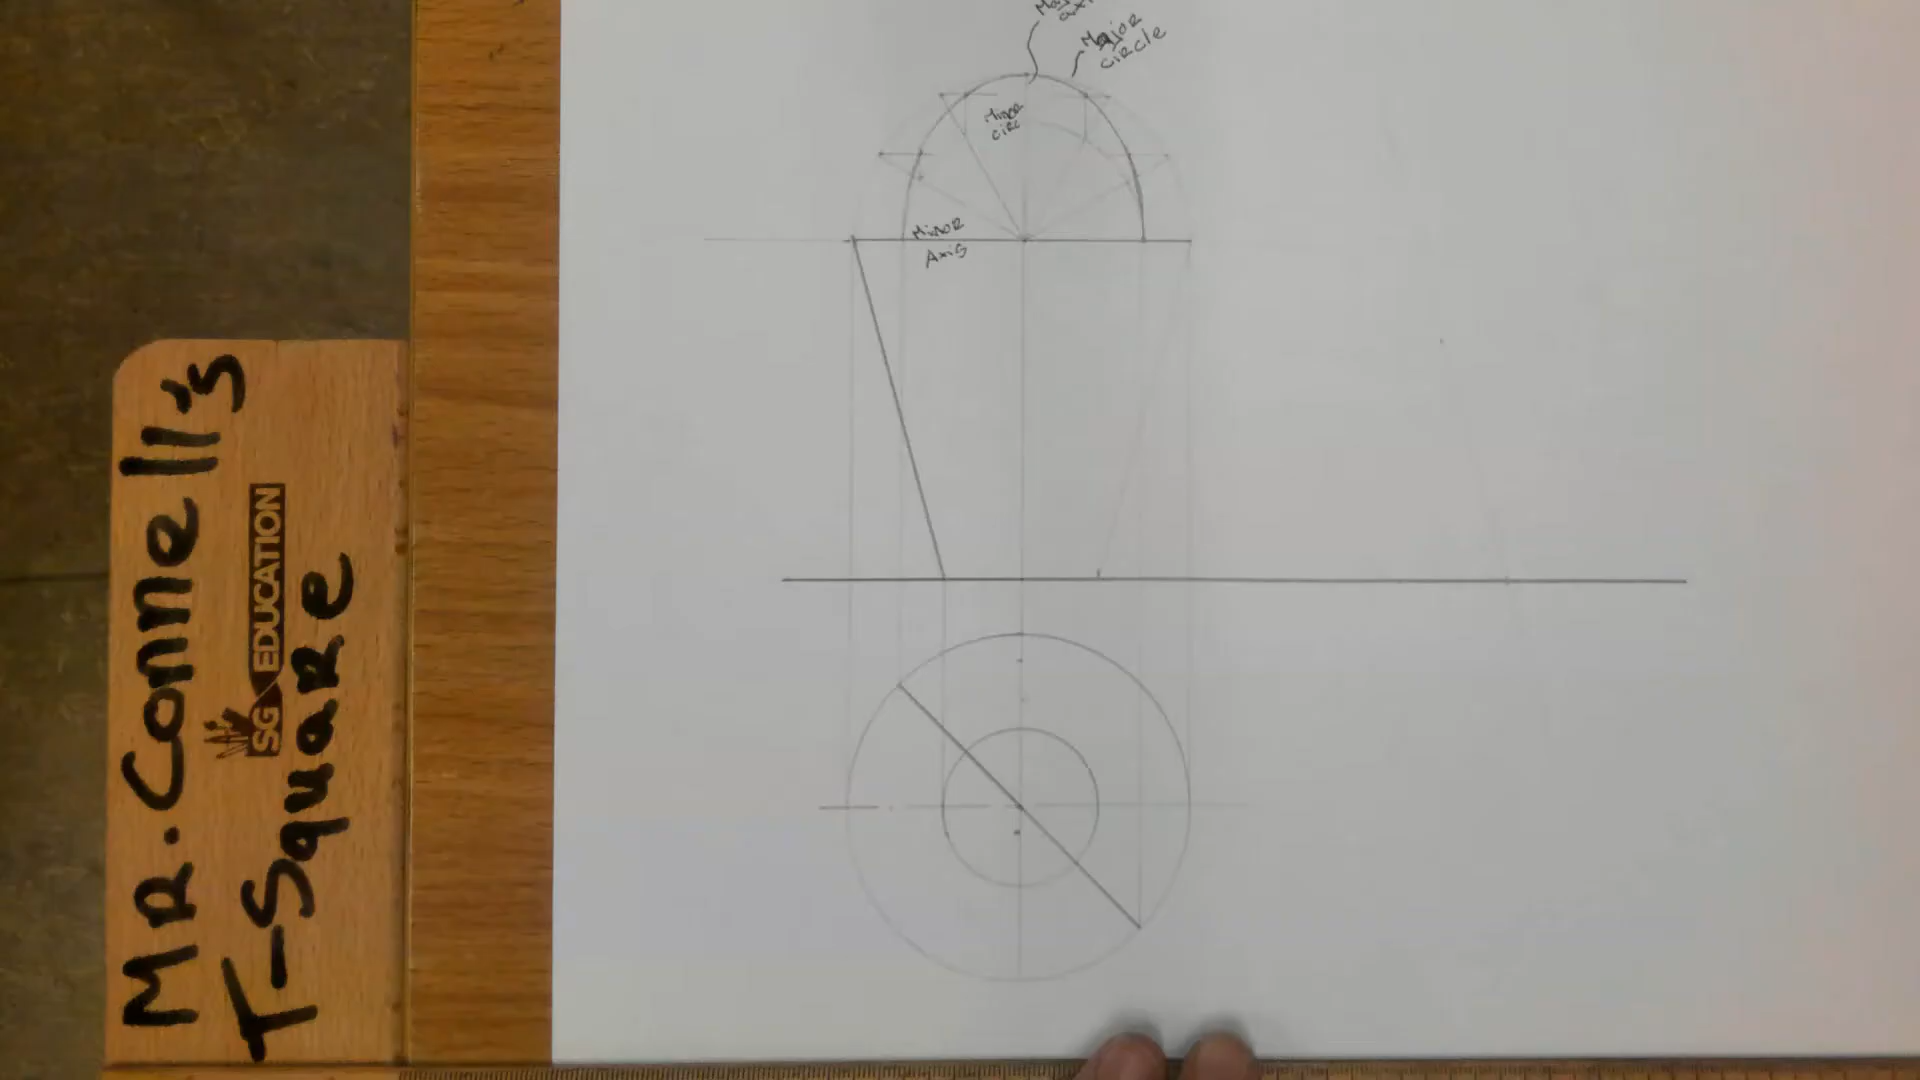 Major
circle
Minor
circ
Minor
Axis
MR. Connell's
SG EDUCATION
T-Square